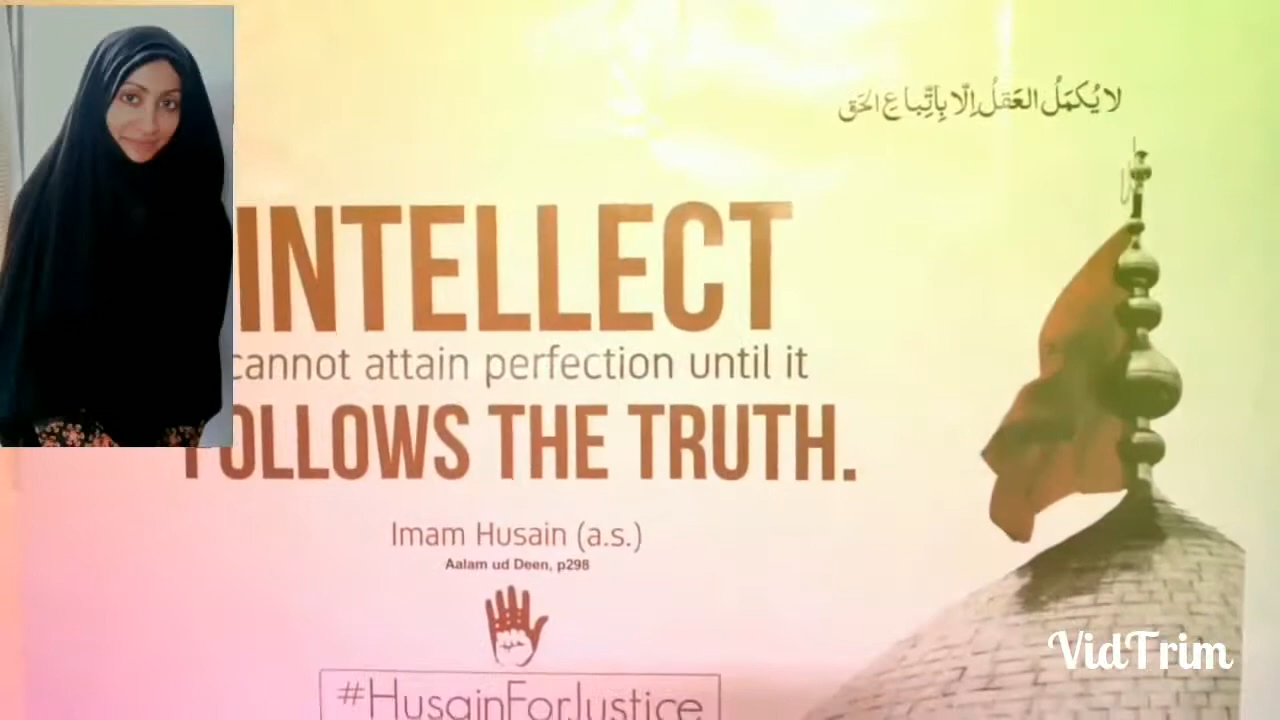 لا يُكمَلُ العَقلُ اِلّا بِاتِّباعِ الحَق
INTELLECT
cannot attain perfection until it
FOLLOWS THE TRUTH.
Imam Husain (a.s.)
Aalam ud Deen, p298
#HusainForJustice
VidTrim